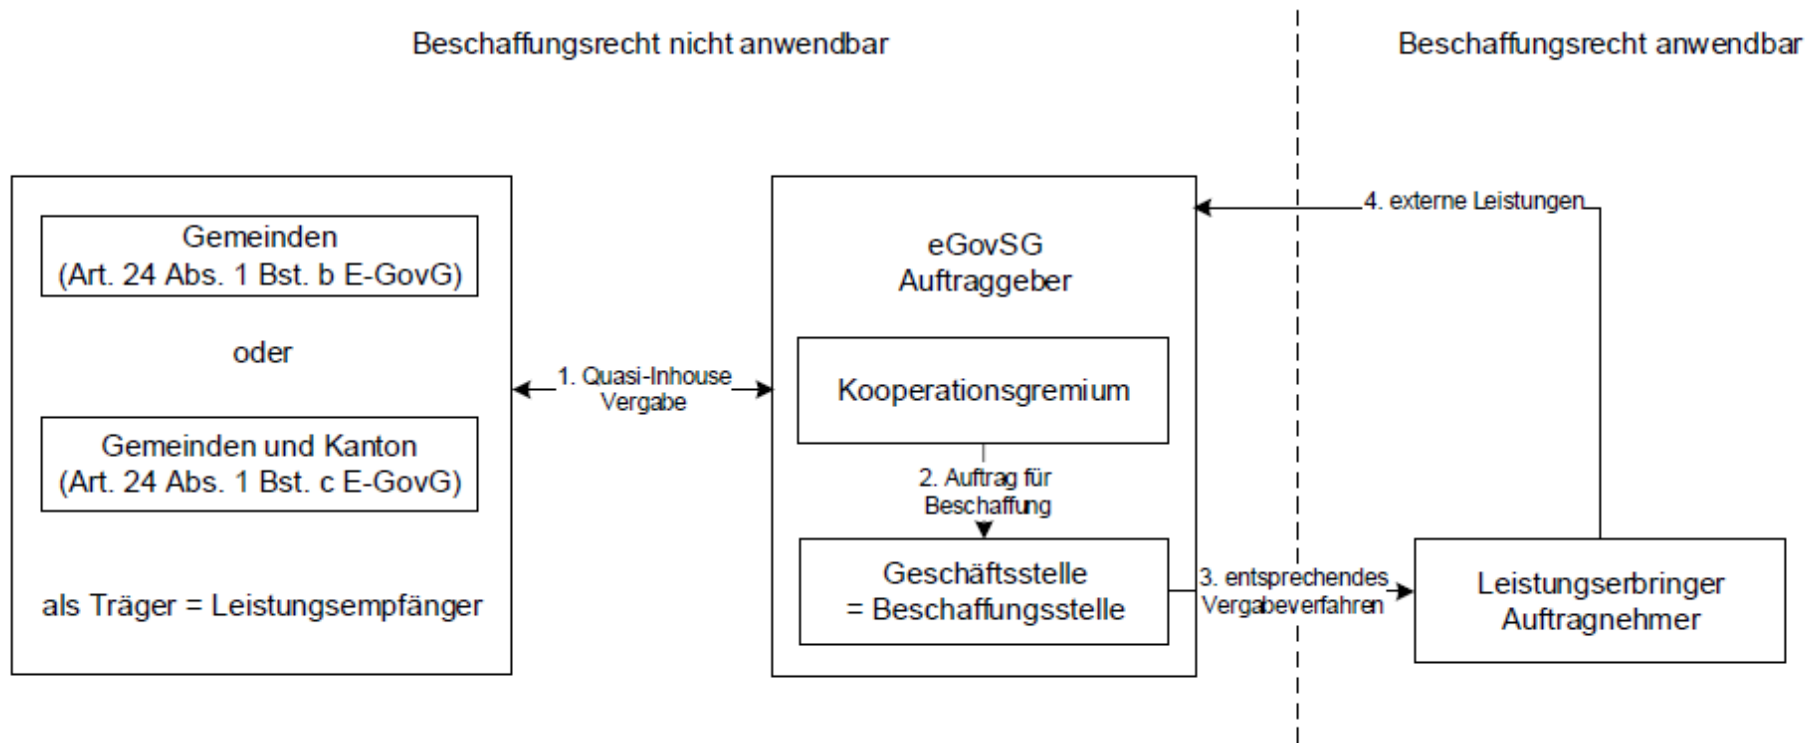 Beschaffungsrecht nicht anwendbar
Beschaffungsrecht anwendbar
Gemeinden
(Art. 24 Abs. 1 Bst. b E-GovG)
oder
Gemeinden und Kanton
(Art. 24 Abs. 1 Bst. c E-GovG)
als Träger = Leistungsempfänger
1. Quasi-Inhouse
Vergabe
eGovSG
Auftraggeber
Kooperationsgremium
2. Auftrag für
Beschaffung
Geschäftsstelle
= Beschaffungsstelle
3. entsprechendes
Vergabeverfahren
4. externe Leistungen
Leistungserbringer
Auftragnehmer